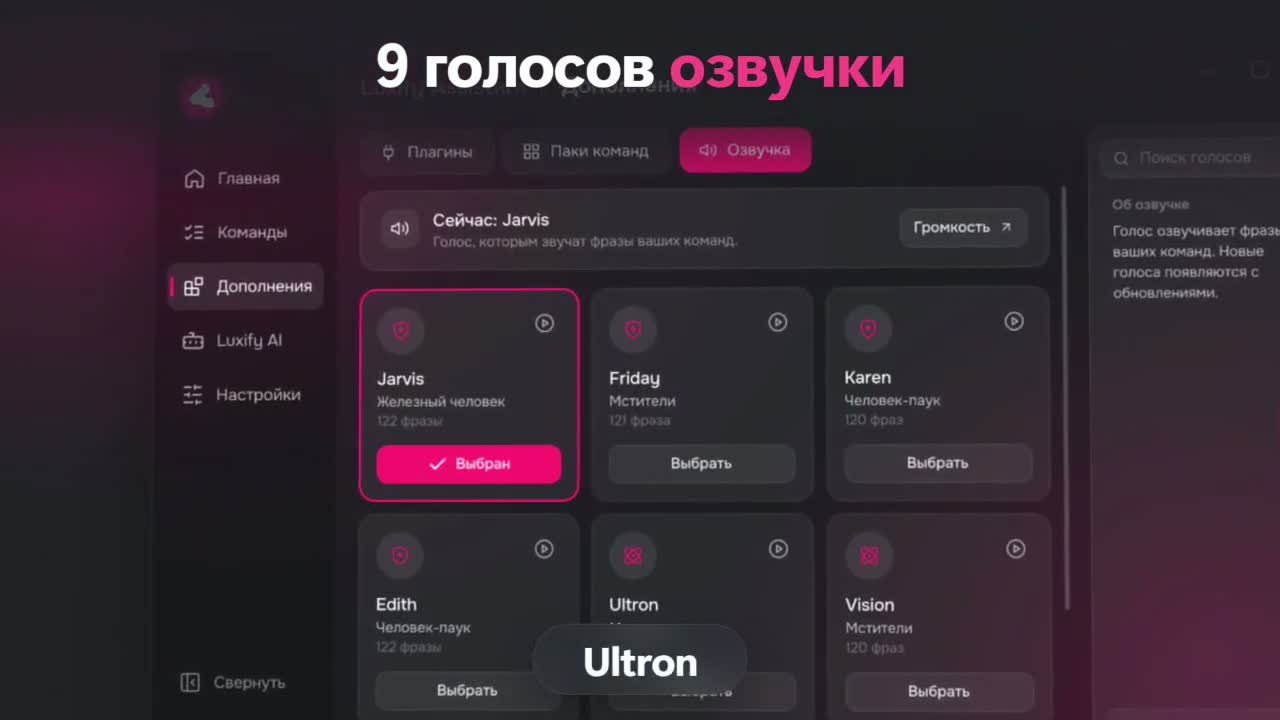 9 голосов озвучки
Дополнения
Плагины
Паки команд
Озвучка
Поиск голосов
Главная
Команды
Дополнения
Luxify AI
Настройки
Свернуть
Сейчас: Jarvis
Голос, которым звучат фразы ваших команд.
Громкость
Об озвучке
Голос озвучивает фразы
ваших команд. Новые
голоса появляются с
обновлениями.
Jarvis
Железный человек
122 фразы
Выбран
Friday
Мстители
121 фраза
Выбрать
Karen
Человек-паук
120 фраз
Выбрать
Edith
Человек-паук
122 фразы
Выбрать
Ultron
Ultron
Выбрать
Vision
Мстители
120 фраз
Выбрать